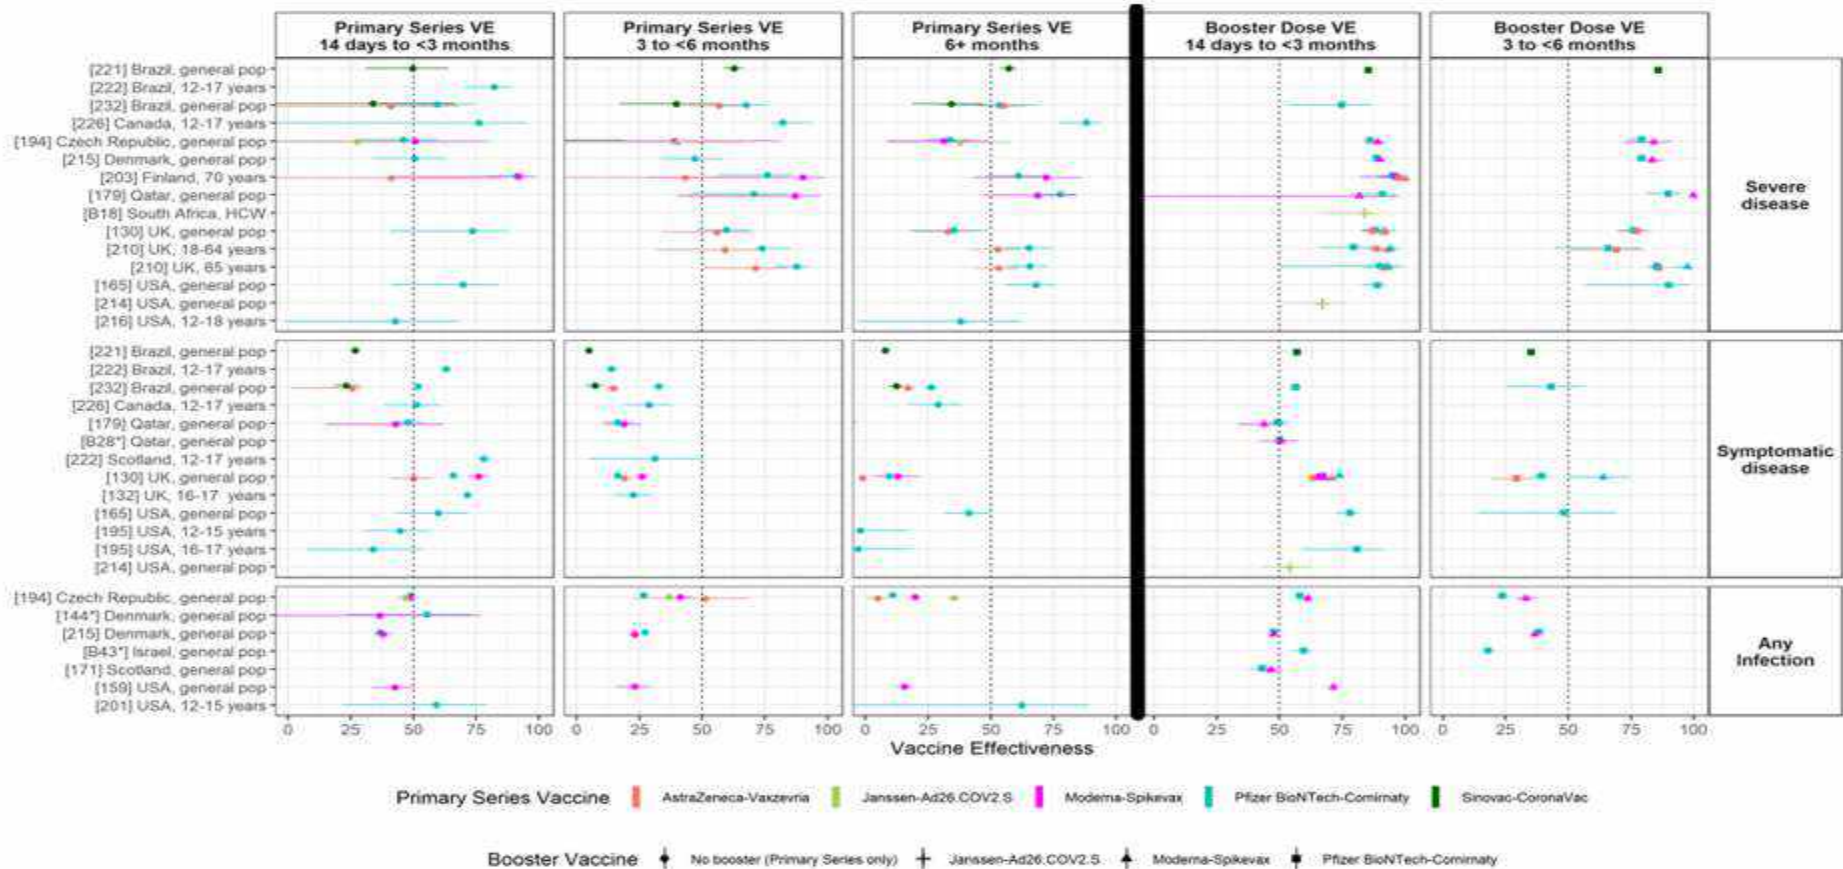 Primary Series VE
14 days to <3 months
Primary Series VE
3 to <6 months
Primary Series VE
6+ months
Booster Dose VE
14 days to <3 months
Booster Dose VE
3 to <6 months
[221] Brazil, general pop
[222] Brazil, 12-17 years
[232] Brazil, general pop
[226] Canada, 12-17 years
[194] Czech Republic, general pop
[215] Denmark, general pop
[203] Finland, 70 years
[179] Qatar, general pop
[B18] South Africa, HCW
[130] UK, general pop
[210] UK, 18-64 years
[210] UK, 65 years
[165] USA, general pop
[214] USA, general pop
[216] USA, 12-18 years
Severe
disease
[221] Brazil, general pop
[222] Brazil, 12-17 years
[232] Brazil, general pop
[226] Canada, 12-17 years
[179] Qatar, general pop
[B28*] Qatar, general pop
[222] Scotland, 12-17 years
[130] UK, general pop
[132] UK, 16-17 years
[165] USA, general pop
[195] USA, 12-15 years
[195] USA, 16-17 years
[214] USA, general pop
Symptomatic
disease
[194] Czech Republic, general pop
[144*] Denmark, general pop
[215] Denmark, general pop
[B43*] Israel, general pop
[171] Scotland, general pop
[159] USA, general pop
[201] USA, 12-15 years
Any
Infection
0 25 50 75 100 0 25 50 75 100 0 25 50 75 100 0 25 50 75 100 0 25 50 75 100
Vaccine Effectiveness
Primary Series Vaccine AstraZeneca-Vaxzevria Janssen-Ad26.COV2.S Moderna-Spikevax Pfizer BioNTech-Comirnaty Sinovac-CoronaVac
Booster Vaccine No booster (Primary Series only) Janssen-Ad26.COV2.S Moderna-Spikevax Pfizer BioNTech-Comirnaty